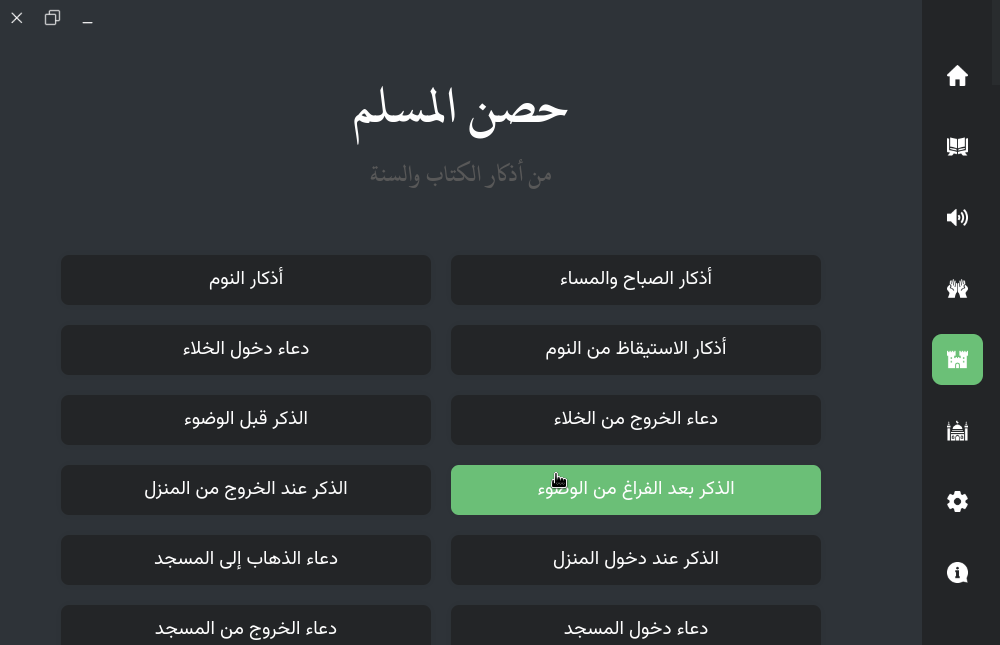 حصن المسلم
من أذكار الكتاب والسنة
أذكار الصباح والمساء
أذكار النوم
أذكار الاستيقاظ من النوم
دعاء دخول الخلاء
دعاء الخروج من الخلاء
الذكر قبل الوضوء
الذكر بعد الفراغ من الوضوء
الذكر عند الخروج من المنزل
الذكر عند دخول المنزل
دعاء الذهاب إلى المسجد
دعاء دخول المسجد
دعاء الخروج من المسجد